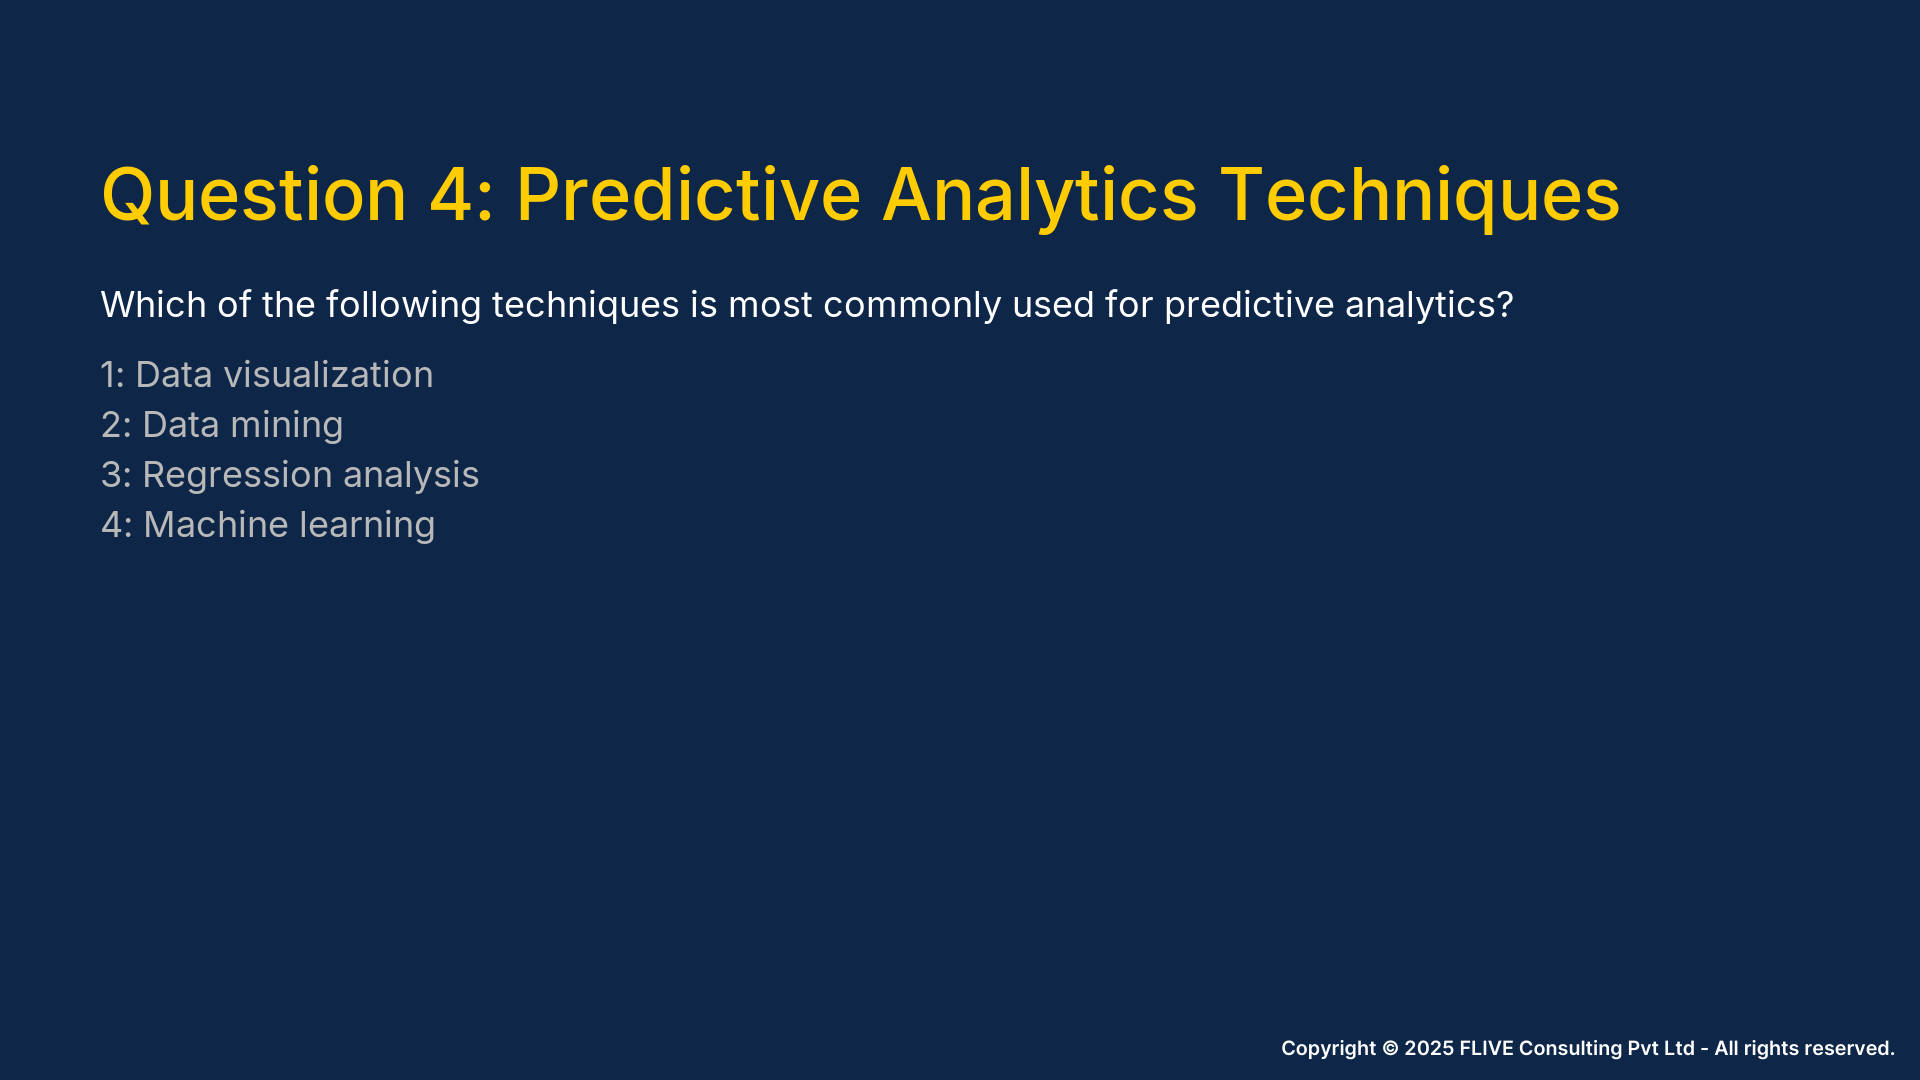 Question 4: Predictive Analytics Techniques
Which of the following techniques is most commonly used for predictive analytics?
1: Data visualization
2: Data mining
3: Regression analysis
4: Machine learning
Copyright © 2025 FLIVE Consulting Pvt Ltd - All rights reserved.